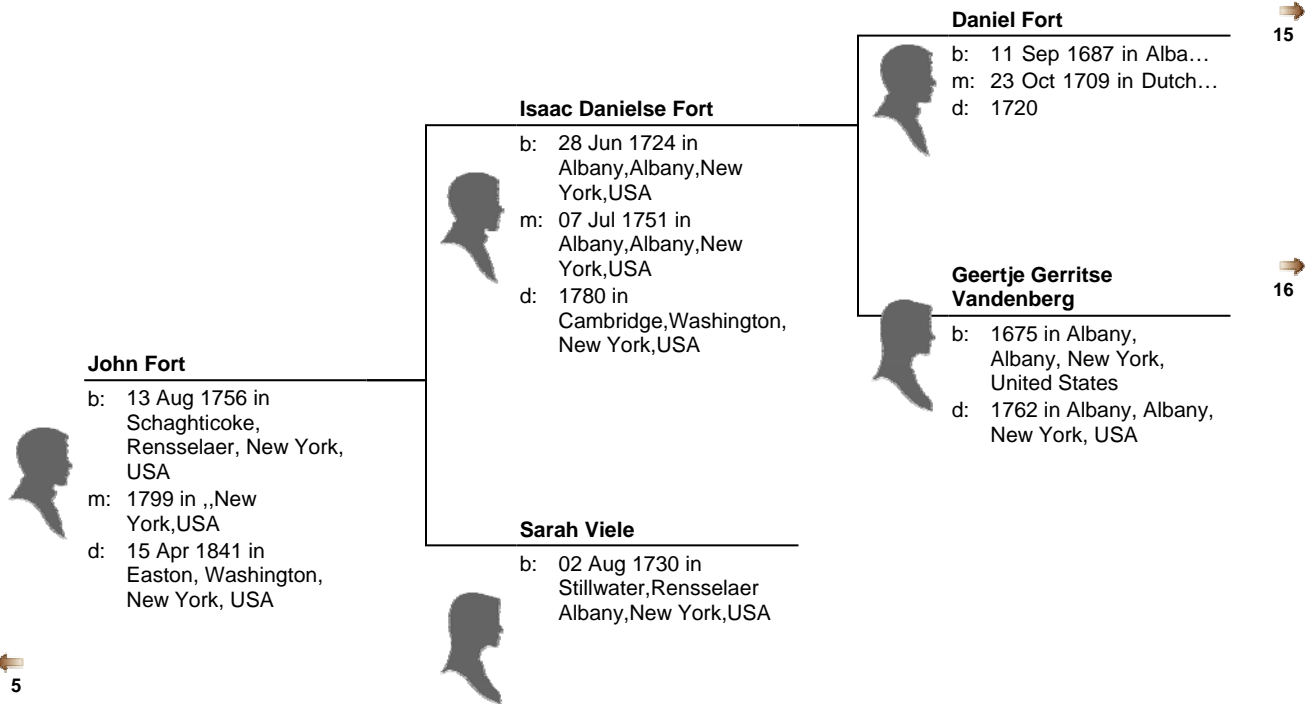 Daniel Fort
b: 11 Sep 1687 in Alba…
m: 23 Oct 1709 in Dutch…
d: 1720
15
Isaac Danielse Fort
b: 28 Jun 1724 in
Albany,Albany,New
York,USA
m: 07 Jul 1751 in
Albany,Albany,New
York,USA
d: 1780 in
Cambridge,Washington,
New York,USA
Geertje Gerritse
Vandenberg
b: 1675 in Albany,
Albany, New York,
United States
d: 1762 in Albany, Albany,
New York, USA
16
John Fort
b: 13 Aug 1756 in
Schaghticoke,
Rensselaer, New York,
USA
m: 1799 in ,,New
York,USA
d: 15 Apr 1841 in
Easton, Washington,
New York, USA
Sarah Viele
b: 02 Aug 1730 in
Stillwater,Rensselaer
Albany,New York,USA
5